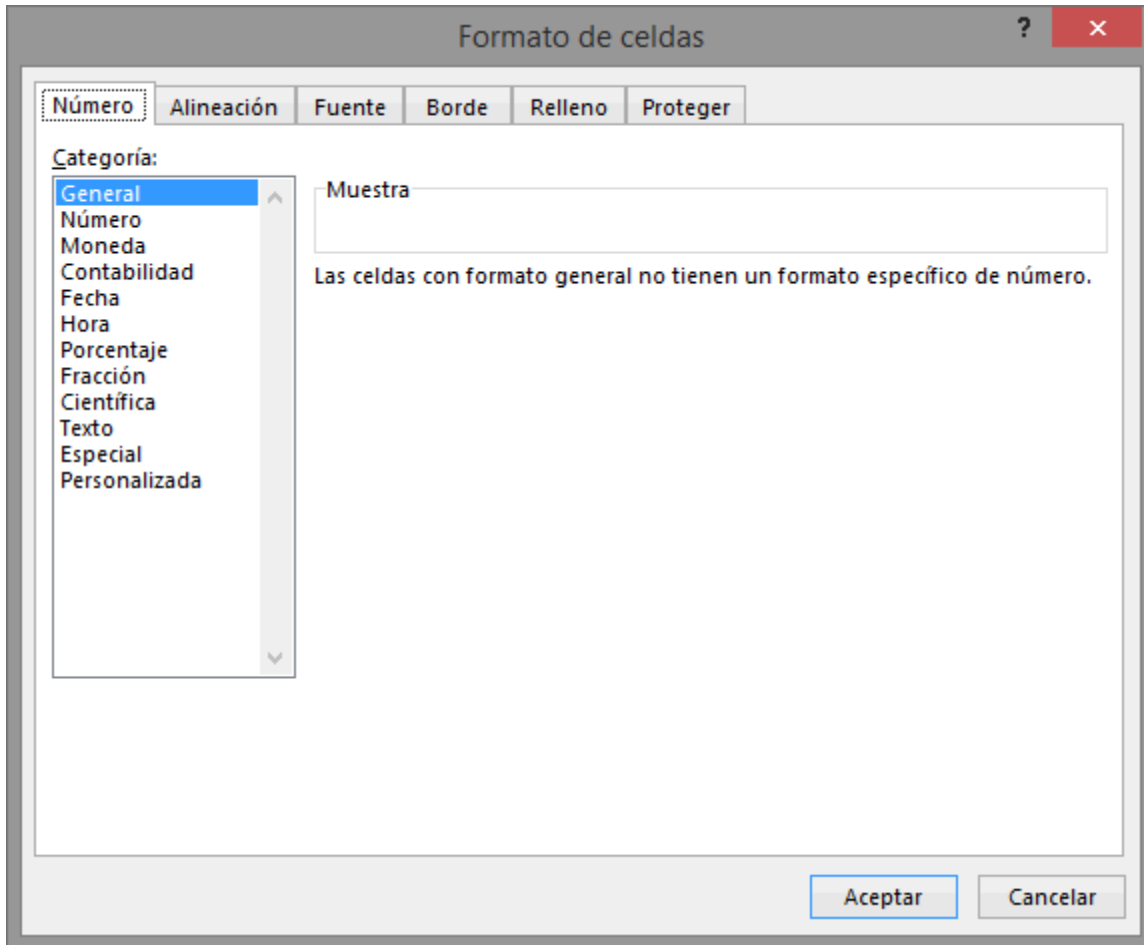 Formato de celdas
?
Número Alineación Fuente Borde Relleno Proteger
Categoría:
General
Número
Moneda
Contabilidad
Fecha
Hora
Porcentaje
Fracción
Científica
Texto
Especial
Personalizada
Muestra
Las celdas con formato general no tienen un formato específico de número.
Aceptar Cancelar